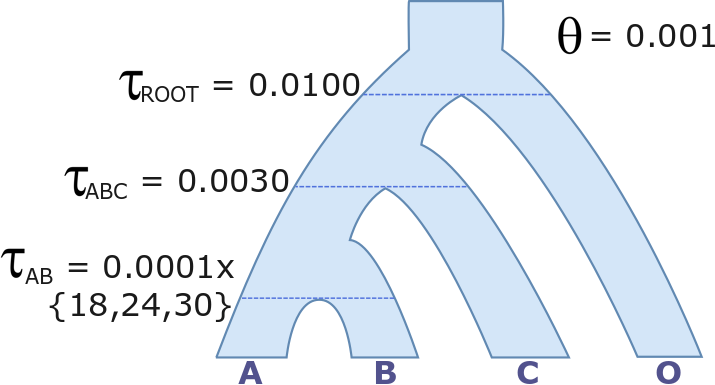 θ = 0.001
τROOT = 0.0100
τABC = 0.0030
τAB = 0.0001x
{18,24,30}
A B C O